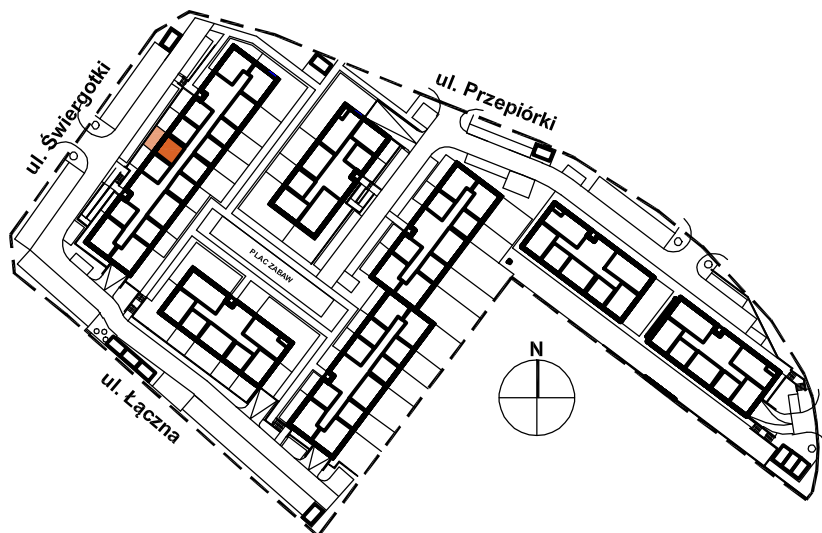 ul. Świergotki
ul. Przepiórki
PLAC ZABAW
N
ul. Łączna